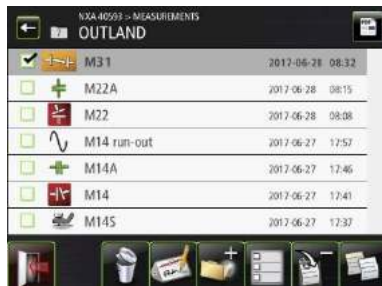 NXA 40593 > MEASUREMENTS
OUTLAND
M31 2017-06-28 08:32
M22A 2017-06-28 08:15
M22 2017-06-28 08:08
M14 run-out 2017-06-27 17:57
M14A 2017-06-27 17:46
M14 2017-06-27 17:41
M14S 2017-06-27 17:37